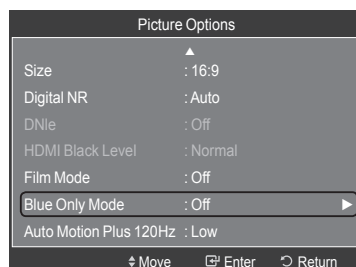 Picture Options
▲
Size : 16:9
Digital NR : Auto
DNIe : Off
HDMI Black Level : Normal
Film Mode : Off
Blue Only Mode : Off ►
Auto Motion Plus 120Hz : Low
Move Enter Return